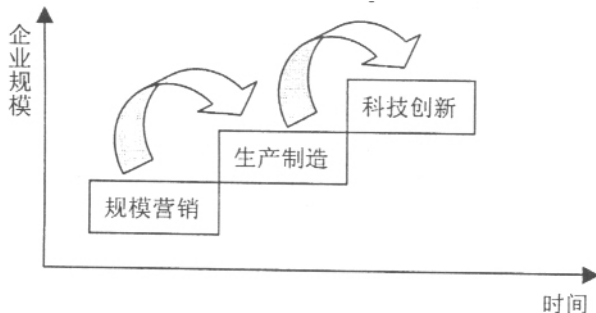 企业规模
科技创新
生产制造
规模营销
时间